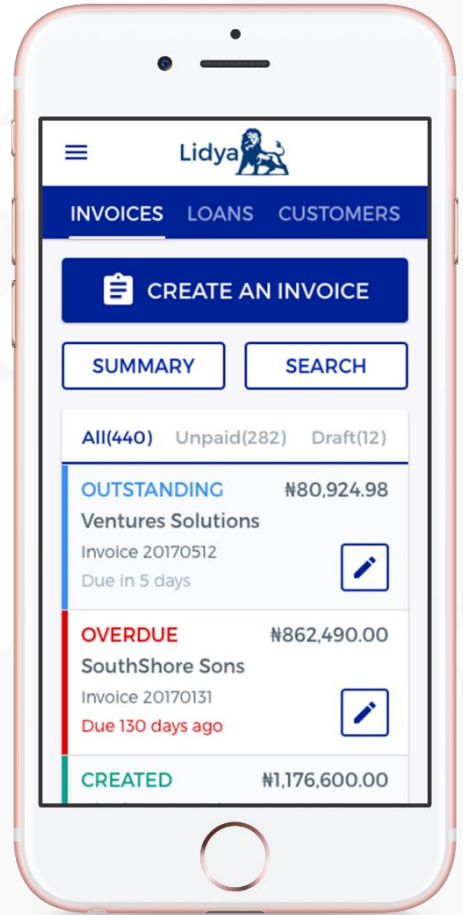 Lidya
INVOICES LOANS CUSTOMERS
CREATE AN INVOICE
SUMMARY SEARCH
All(440) Unpaid(282) Draft(12)
OUTSTANDING ₦80,924.98
Ventures Solutions
Invoice 20170512
Due in 5 days
OVERDUE ₦862,490.00
SouthShore Sons
Invoice 20170131
Due 130 days ago
CREATED ₦1,176,600.00